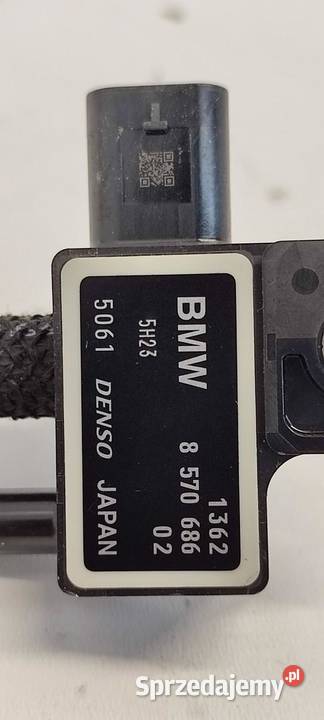 1362
BMW 8 570 686
5H23 02
5061 DENSO JAPAN
Sprzedajemy.pl